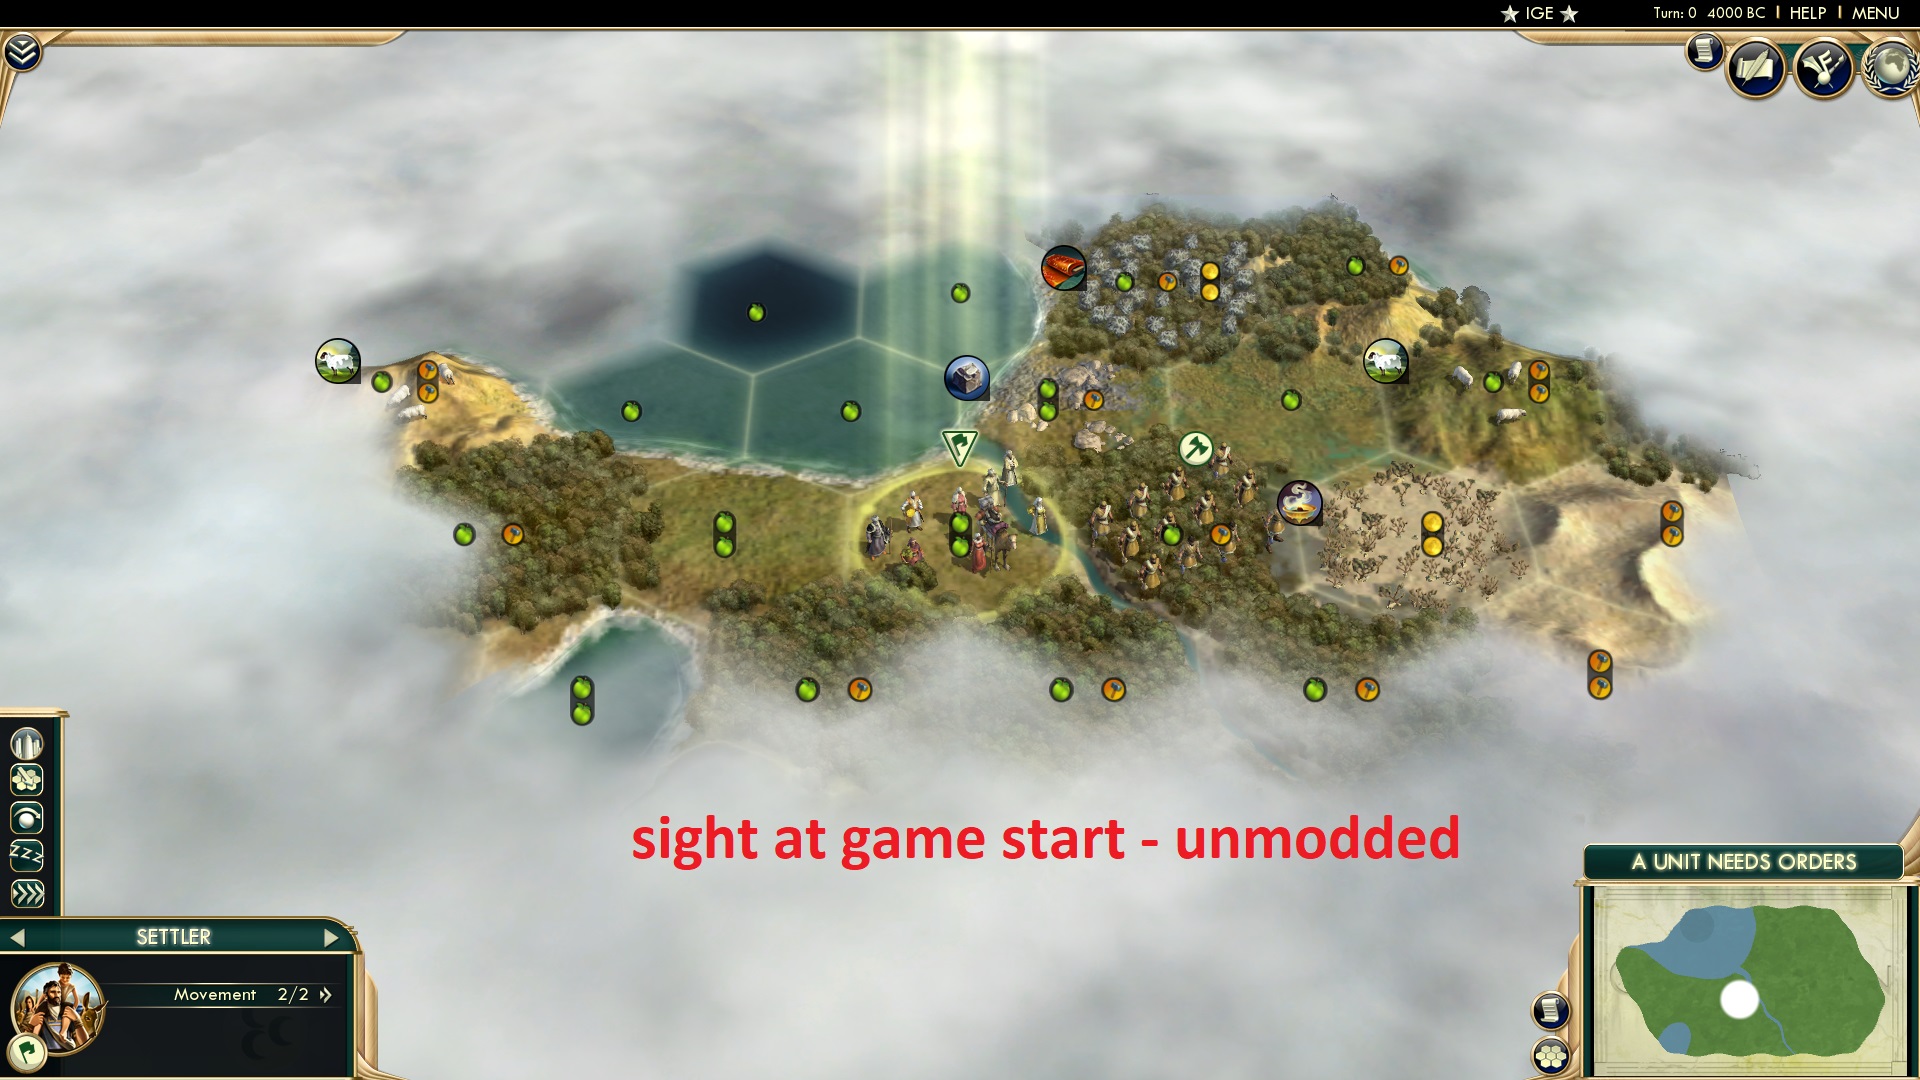 IGE
Turn: 0 4000 BC | HELP | MENU
sight at game start - unmodded
A UNIT NEEDS ORDERS
SETTLER
Movement 2/2